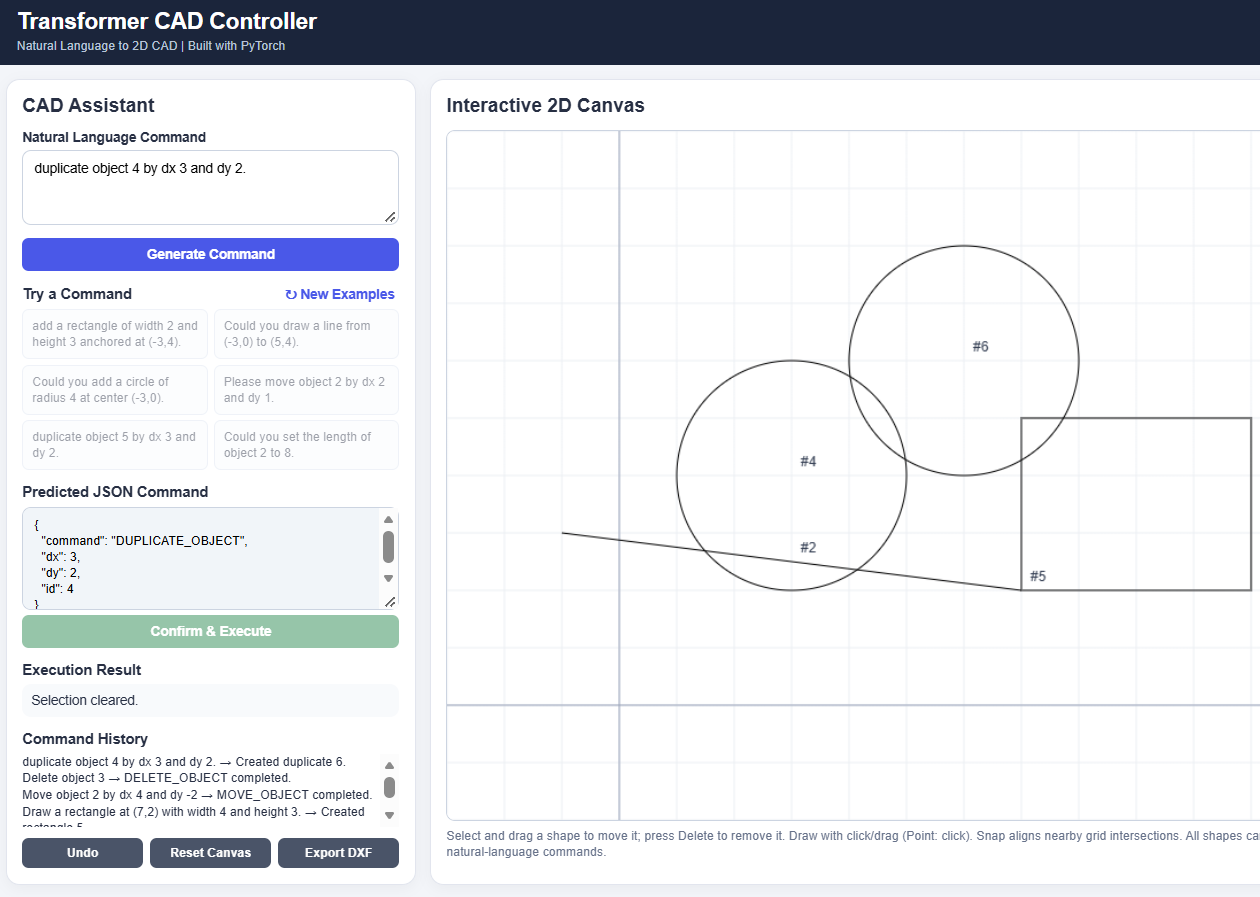 Transformer CAD Controller
Natural Language to 2D CAD | Built with PyTorch
CAD Assistant
Natural Language Command
duplicate object 4 by dx 3 and dy 2.
Generate Command
Try a Command
↻ New Examples
add a rectangle of width 2 and
height 3 anchored at (-3,4).
Could you draw a line from
(-3,0) to (5,4).
Could you add a circle of
radius 4 at center (-3,0).
Please move object 2 by dx 2
and dy 1.
duplicate object 5 by dx 3 and
dy 2.
Could you set the length of
object 2 to 8.
Predicted JSON Command
{
"command": "DUPLICATE_OBJECT",
"dx": 3,
"dy": 2,
"id": 4
}
Confirm & Execute
Execution Result
Selection cleared.
Command History
duplicate object 4 by dx 3 and dy 2. → Created duplicate 6.
Delete object 3 → DELETE_OBJECT completed.
Move object 2 by dx 4 and dy -2 → MOVE_OBJECT completed.
Draw a rectangle at (7,2) with width 4 and height 3. → Created
rectangle 5
Undo
Reset Canvas
Export DXF
Interactive 2D Canvas
#6
#4
#2
#5
Select and drag a shape to move it; press Delete to remove it. Draw with click/drag (Point: click). Snap aligns nearby grid intersections. All shapes ca
natural-language commands.